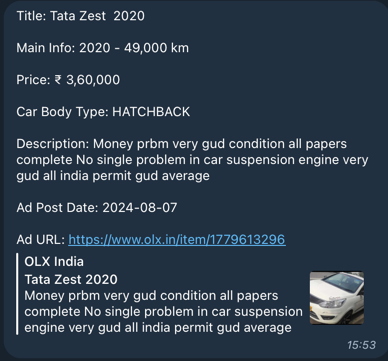 Title: Tata Zest  2020
Main Info: 2020 - 49,000 km
Price: ₹ 3,60,000
Car Body Type: HATCHBACK
Description: Money prbm very gud condition all papers
complete No single problem in car suspension engine very
gud all india permit gud average
Ad Post Date: 2024-08-07
Ad URL: https://www.olx.in/item/1779613296
OLX India
Tata Zest 2020
Money prbm very gud condition all papers
complete No single problem in car suspension
engine very gud all india permit gud average
15:53